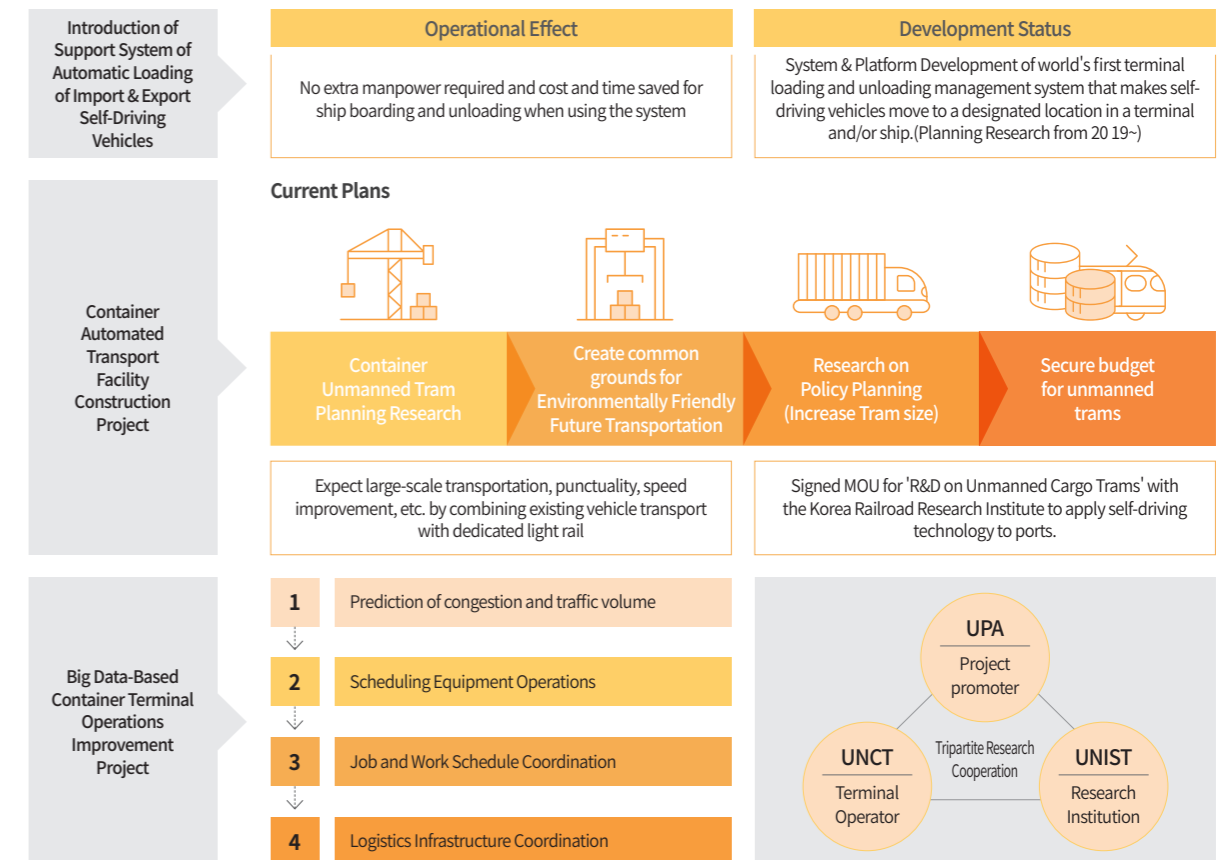 Introduction of
Support System of
Automatic Loading
of Import & Export
Self-Driving
Vehicles
Operational Effect
No extra manpower required and cost and time saved for
ship boarding and unloading when using the system
Development Status
System & Platform Development of world's first terminal
loading and unloading management system that makes self-
driving vehicles move to a designated location in a terminal
and/or ship.(Planning Research from 20 19~)
Container
Automated
Transport
Facility
Construction
Project
Current Plans
Container
Unmanned Tram
Planning Research
Create common
grounds for
Environmentally Friendly
Future Transportation
Research on
Policy Planning
(Increase Tram size)
Secure budget
for unmanned
trams
Expect large-scale transportation, punctuality, speed
improvement, etc. by combining existing vehicle transport
with dedicated light rail
Signed MOU for 'R&D on Unmanned Cargo Trams' with
the Korea Railroad Research Institute to apply self-driving
technology to ports.
Big Data-Based
Container Terminal
Operations
Improvement
Project
1 Prediction of congestion and traffic volume
2 Scheduling Equipment Operations
3 Job and Work Schedule Coordination
4 Logistics Infrastructure Coordination
UPA
Project
promoter
Tripartite Research
Cooperation
UNCT
Terminal
Operator
UNIST
Research
Institution